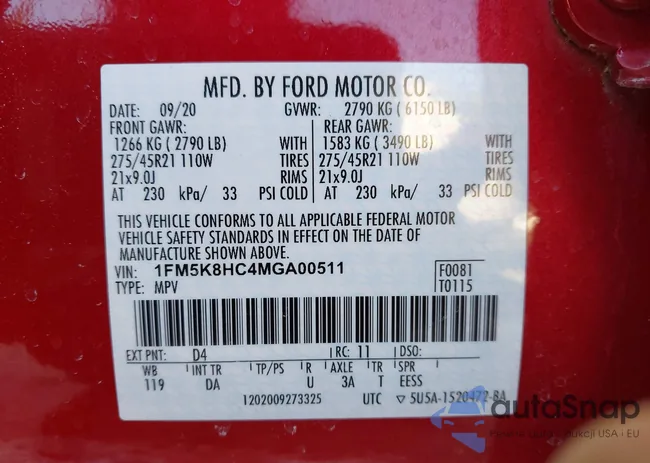 MFD. BY FORD MOTOR CO.
DATE: 09/20 GVWR: 2790 KG ( 6150 LB)
FRONT GAWR: REAR GAWR:
1266 KG ( 2790 LB) WITH 1583 KG ( 3490 LB) WITH
275/45R21 110W TIRES 275/45R21 110W TIRES
21x9.0J RIMS 21x9.0J RIMS
AT 230 kPa/ 33 PSI COLD AT 230 kPa/ 33 PSI COLD
THIS VEHICLE CONFORMS TO ALL APPLICABLE FEDERAL MOTOR
VEHICLE SAFETY STANDARDS IN EFFECT ON THE DATE OF
MANUFACTURE SHOWN ABOVE.
VIN: 1FM5K8HC4MGA00511 F0081
TYPE: MPV T0115
EXT PNT: D4 RC: 11 DSO:
WB INT TR TP/PS R AXLE TR SPR
119 DA U 3A T EESS
1202009273325 UTC ▽ 5U5A-1520472-BA
autoSnap
USA - EU